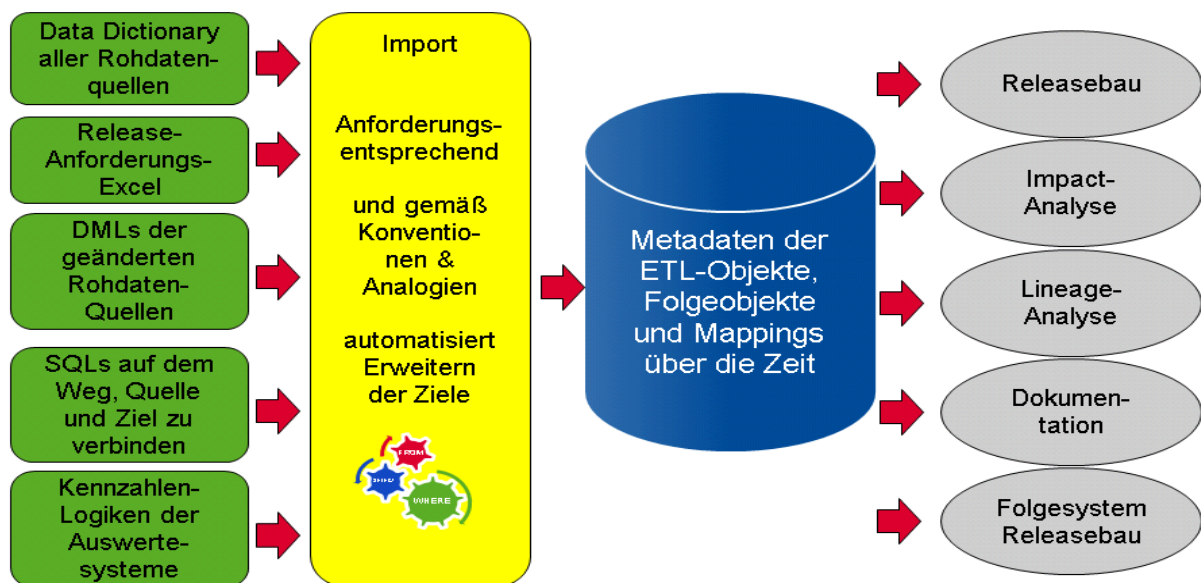 Data Dictionary
aller Rohdaten-
quellen
Release-
Anforderungs-
Excel
DMLs der
geänderten
Rohdaten-
Quellen
SQLs auf dem
Weg, Quelle
und Ziel zu
verbinden
Kennzahlen-
Logiken der
Auswerte-
systeme
Import
Anforderungs-
entsprechend
und gemäß
Konventio-
nen &
Analogien
automatisiert
Erweitern
der Ziele
FROM
WHERE
Metadaten der
ETL-Objekte,
Folgeobjekte
und Mappings
über die Zeit
Releasebau
Impact-
Analyse
Lineage-
Analyse
Dokumen-
tation
Folgesystem
Releasebau